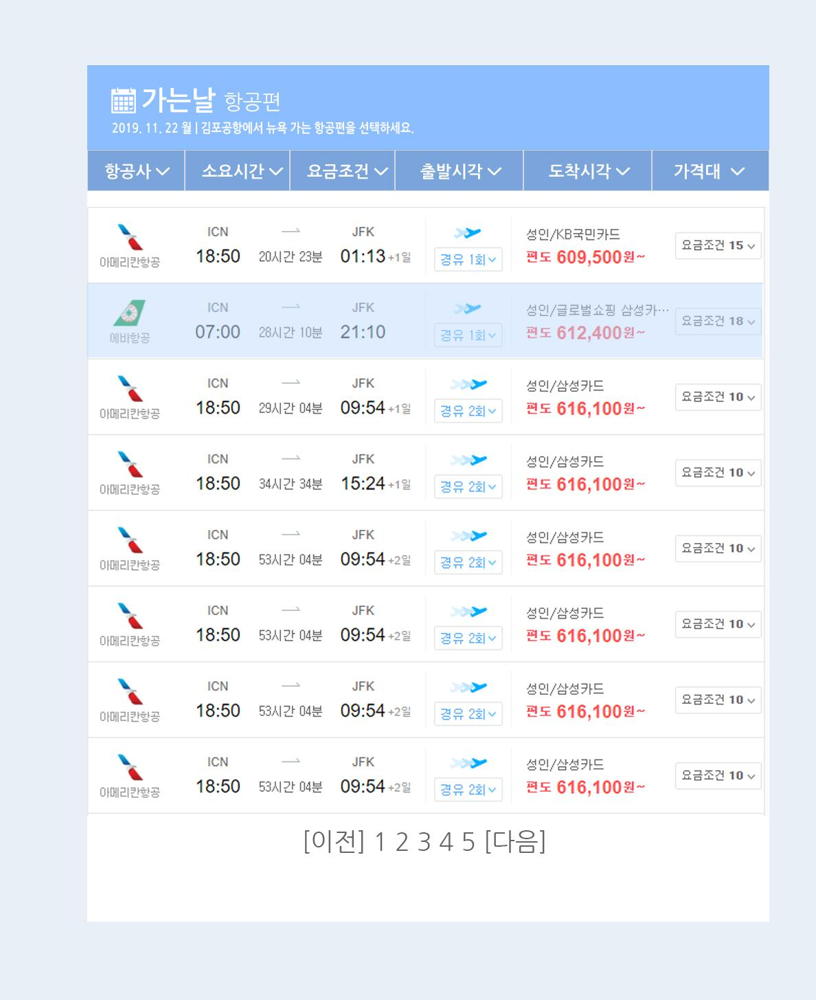 가는날 항공편
2019. 11. 22 월 | 김포공항에서 뉴욕 가는 항공편을 선택하세요.
항공사 소요시간 요금조건 출발시각 도착시각 가격대
ICN JFK 성인/KB국민카드
아메리칸항공 18:50 20시간 23분 01:13 +1일 경유 1회 편도 609,500원~ 요금조건 15
ICN JFK 성인/글로벌쇼핑 삼성카…
에바항공 07:00 28시간 10분 21:10 경유 1회 편도 612,400원~ 요금조건 18
ICN JFK 성인/삼성카드
아메리칸항공 18:50 29시간 04분 09:54 +1일 경유 2회 편도 616,100원~ 요금조건 10
ICN JFK 성인/삼성카드
아메리칸항공 18:50 34시간 34분 15:24 +1일 경유 2회 편도 616,100원~ 요금조건 10
ICN JFK 성인/삼성카드
아메리칸항공 18:50 53시간 04분 09:54 +2일 경유 2회 편도 616,100원~ 요금조건 10
ICN JFK 성인/삼성카드
아메리칸항공 18:50 53시간 04분 09:54 +2일 경유 2회 편도 616,100원~ 요금조건 10
ICN JFK 성인/삼성카드
아메리칸항공 18:50 53시간 04분 09:54 +2일 경유 2회 편도 616,100원~ 요금조건 10
ICN JFK 성인/삼성카드
아메리칸항공 18:50 53시간 04분 09:54 +2일 경유 2회 편도 616,100원~ 요금조건 10
[이전] 1 2 3 4 5 [다음]